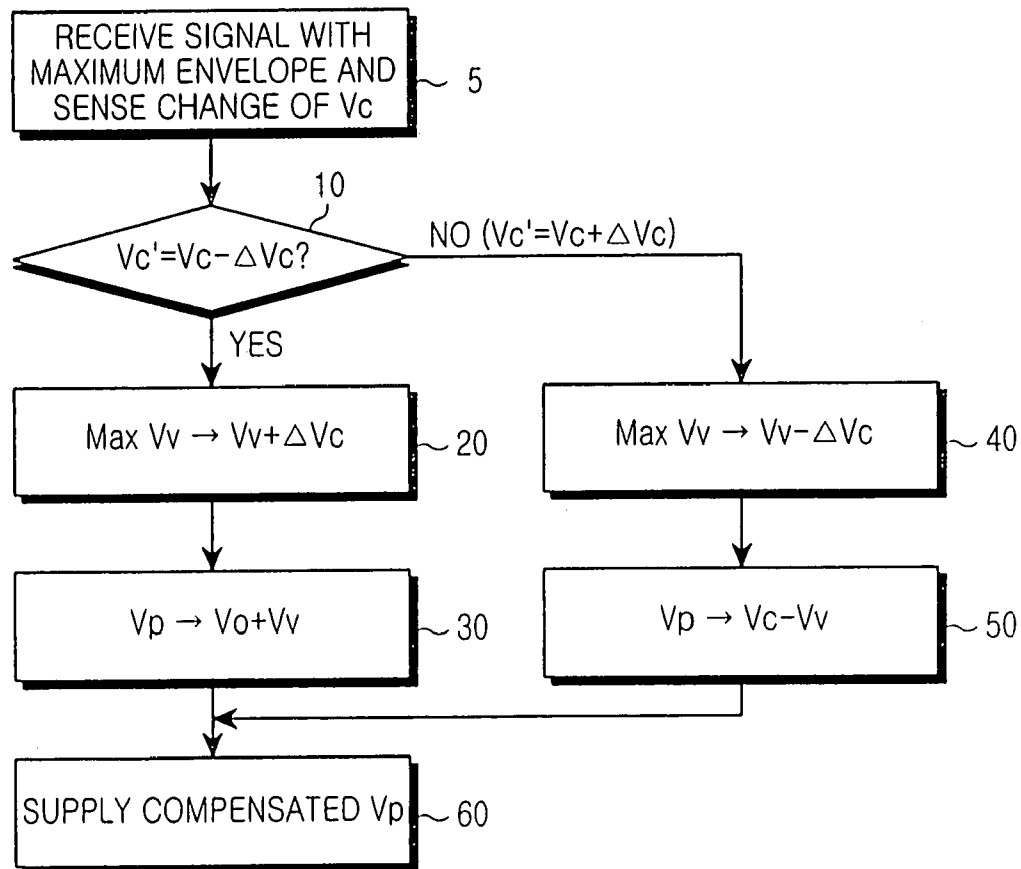 RECEIVE SIGNAL WITH
MAXIMUM ENVELOPE AND
SENSE CHANGE OF Vc
5
10
Vc'=Vc-△Vc?
NO (Vc'=Vc+△Vc)
YES
Max Vv → Vv+△Vc
20
Max Vv → Vv-△Vc
40
Vp → Vo+Vv
30
Vp → Vc-Vv
50
SUPPLY COMPENSATED Vp
60